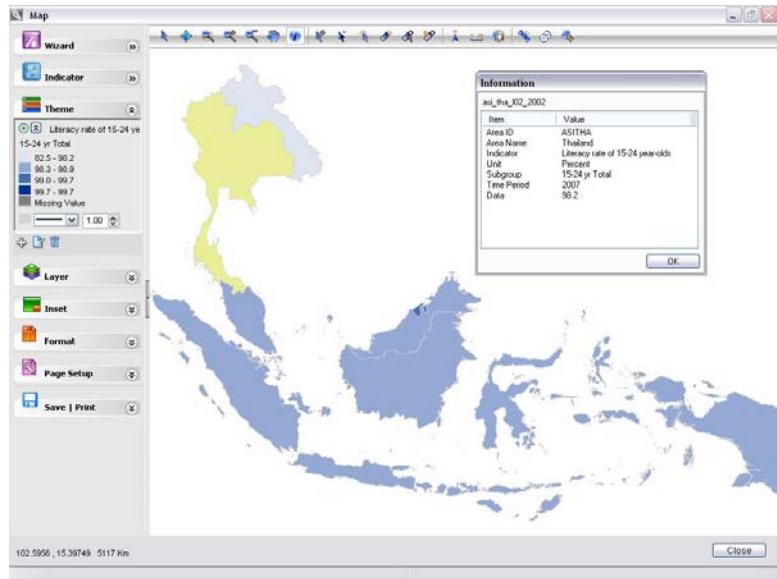 Map
Wizard
Indicator
Theme
Literacy rate of 15-24 ye
15-24 yr Total
82.5 - 98.2
98.3 - 98.9
99.0 - 99.7
99.7 - 99.7
Missing Value
1.00
Layer
Inset
Format
Page Setup
Save | Print
Information
asi_tha_l02_2002
Item Value
Area ID ASITHA
Area Name Thailand
Indicator Literacy rate of 15-24 year-olds
Unit Percent
Subgroup 15-24 yr Total
Time Period 2007
Data 98.2
OK
102.5956 , 15.39749 5117 Km
Close